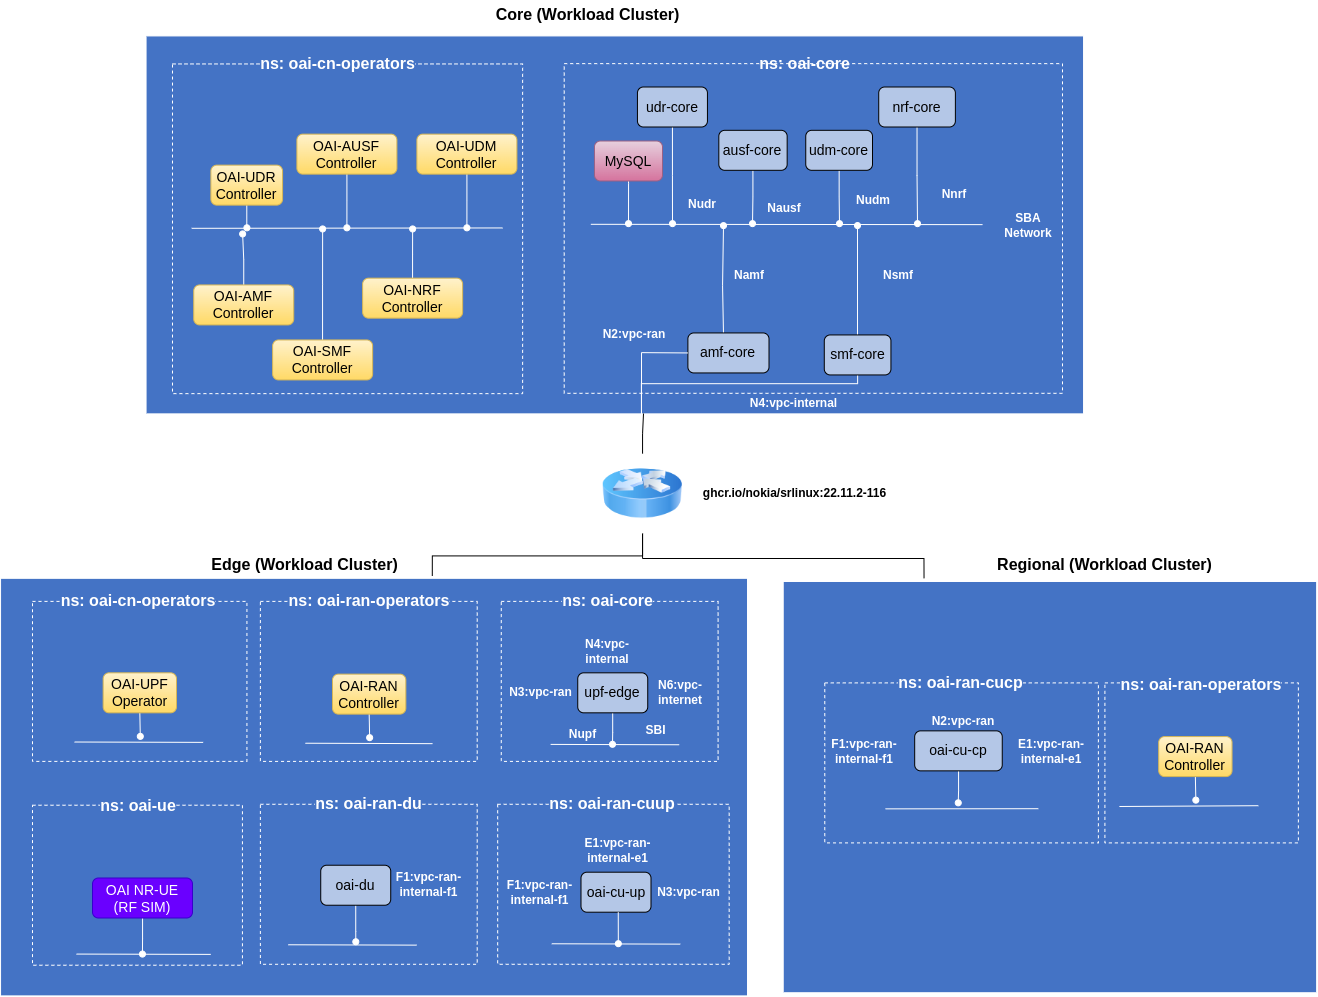 Core (Workload Cluster)
ns: oai-cn-operators
OAI-UDR
Controller
OAI-AUSF
Controller
OAI-UDM
Controller
OAI-AMF
Controller
OAI-SMF
Controller
OAI-NRF
Controller
ns: oai-core
udr-core
nrf-core
MySQL
ausf-core
udm-core
Nudr
Nausf
Nudm
Nnrf
SBA
Network
Namf
Nsmf
N2:vpc-ran
amf-core
smf-core
N4:vpc-internal
ghcr.io/nokia/srlinux:22.11.2-116
Edge (Workload Cluster)
ns: oai-cn-operators
OAI-UPF
Operator
ns: oai-ran-operators
OAI-RAN
Controller
ns: oai-core
N4:vpc-
internal
N3:vpc-ran
upf-edge
N6:vpc-
internet
Nupf
SBI
ns: oai-ue
OAI NR-UE
(RF SIM)
ns: oai-ran-du
oai-du
F1:vpc-ran-
internal-f1
ns: oai-ran-cuup
E1:vpc-ran-
internal-e1
F1:vpc-ran-
internal-f1
oai-cu-up
N3:vpc-ran
Regional (Workload Cluster)
ns: oai-ran-cucp
N2:vpc-ran
F1:vpc-ran-
internal-f1
oai-cu-cp
E1:vpc-ran-
internal-e1
ns: oai-ran-operators
OAI-RAN
Controller